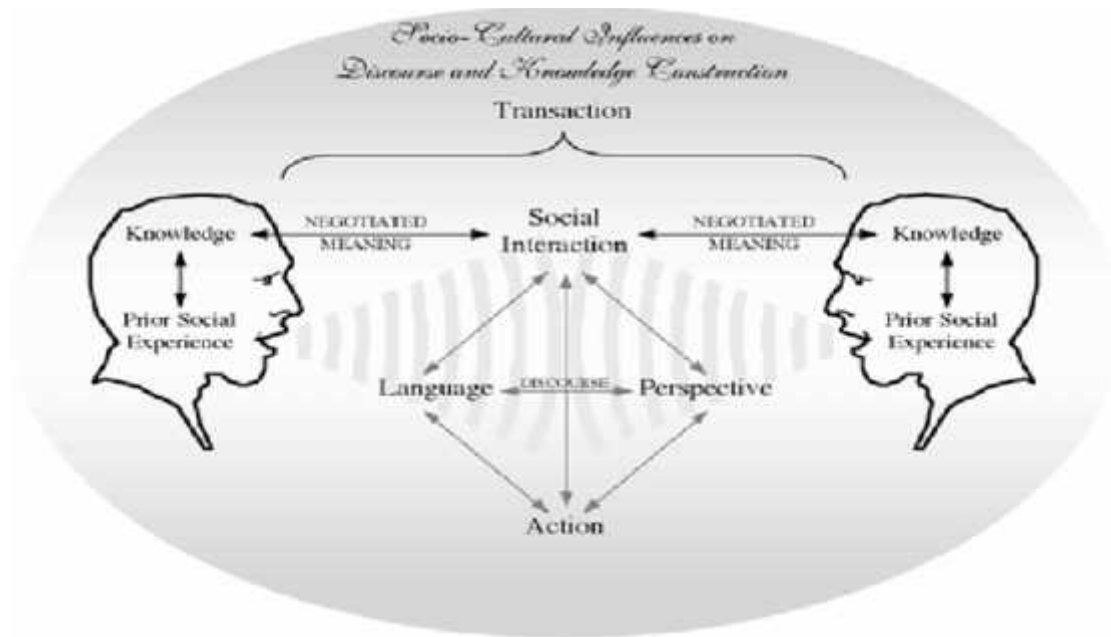 Socio-Cultural Influences on
Discourse and Knowledge Construction
Transaction
Knowledge
NEGOTIATED
MEANING
Social
Interaction
NEGOTIATED
MEANING
Knowledge
Prior Social
Experience
Prior Social
Experience
Language
DISCOURSE
Perspective
Action